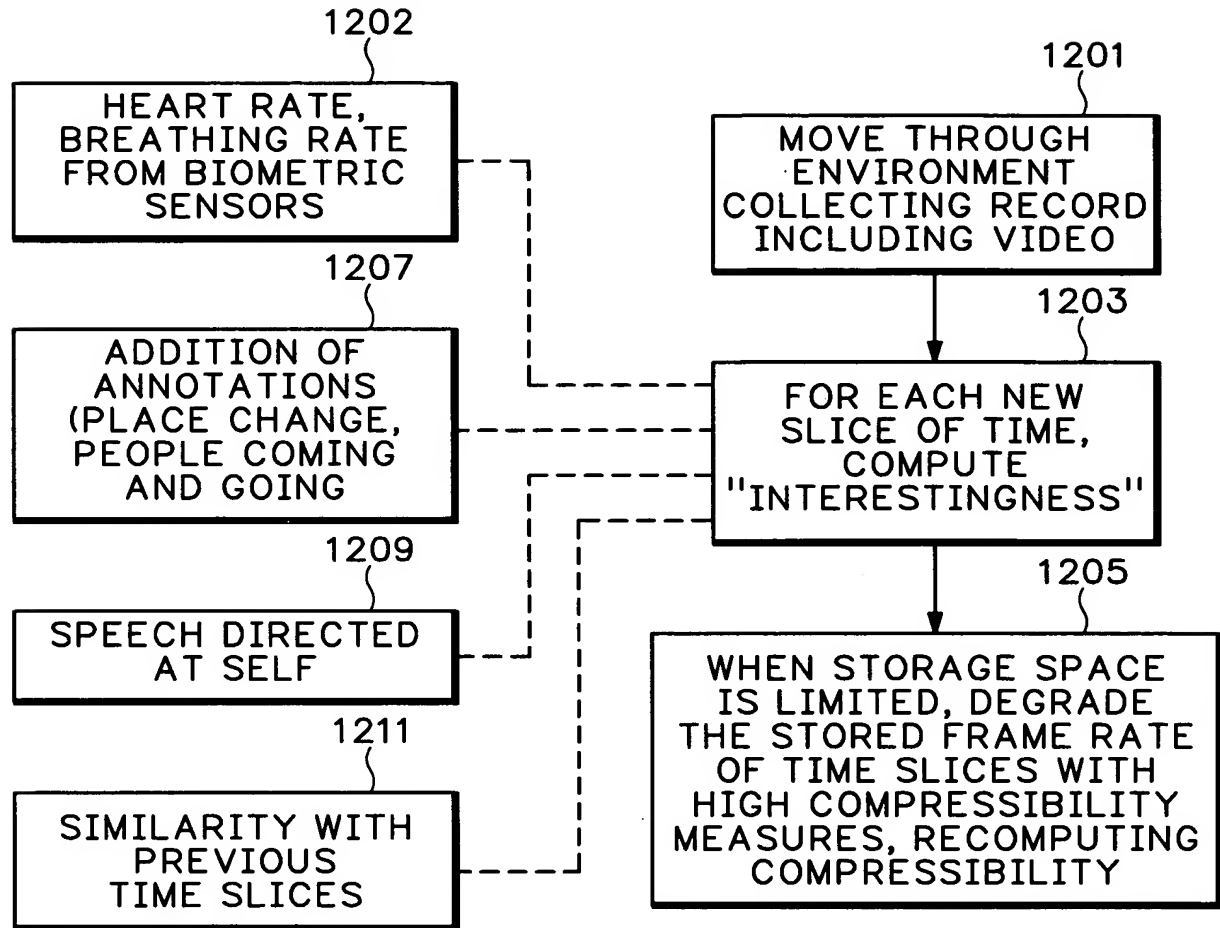 1202
HEART RATE,
BREATHING RATE
FROM BIOMETRIC
SENSORS
1201
MOVE THROUGH
ENVIRONMENT
COLLECTING RECORD
INCLUDING VIDEO
1207
ADDITION OF
ANNOTATIONS
(PLACE CHANGE,
PEOPLE COMING
AND GOING
1203
FOR EACH NEW
SLICE OF TIME,
COMPUTE
"INTERESTINGNESS"
1209
SPEECH DIRECTED
AT SELF
1205
WHEN STORAGE SPACE
IS LIMITED, DEGRADE
THE STORED FRAME RATE
OF TIME SLICES WITH
HIGH COMPRESSIBILITY
MEASURES, RECOMPUTING
COMPRESSIBILITY
1211
SIMILARITY WITH
PREVIOUS
TIME SLICES